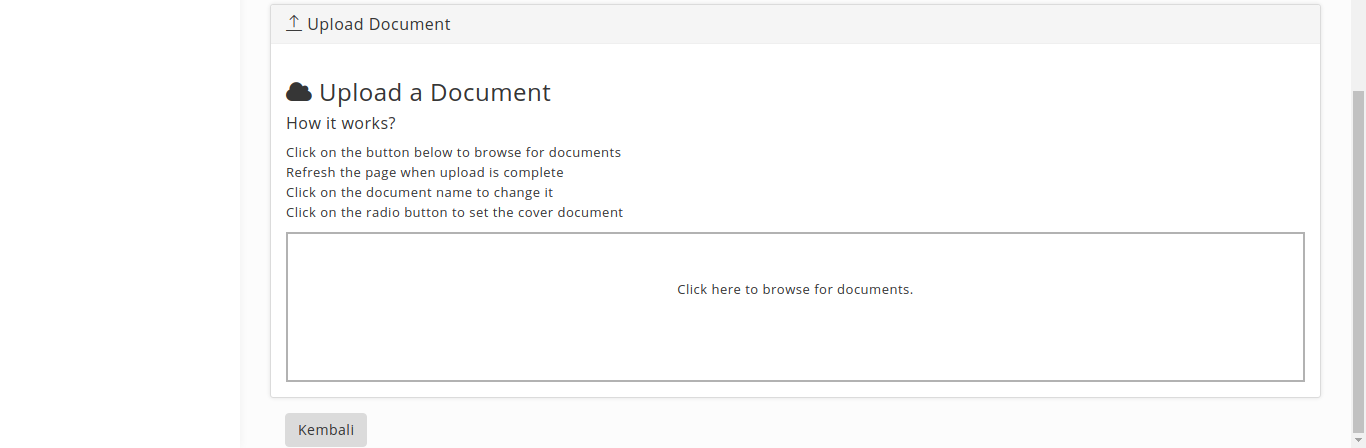 Upload Document
Upload a Document
How it works?
Click on the button below to browse for documents
Refresh the page when upload is complete
Click on the document name to change it
Click on the radio button to set the cover document
Click here to browse for documents.
Kembali